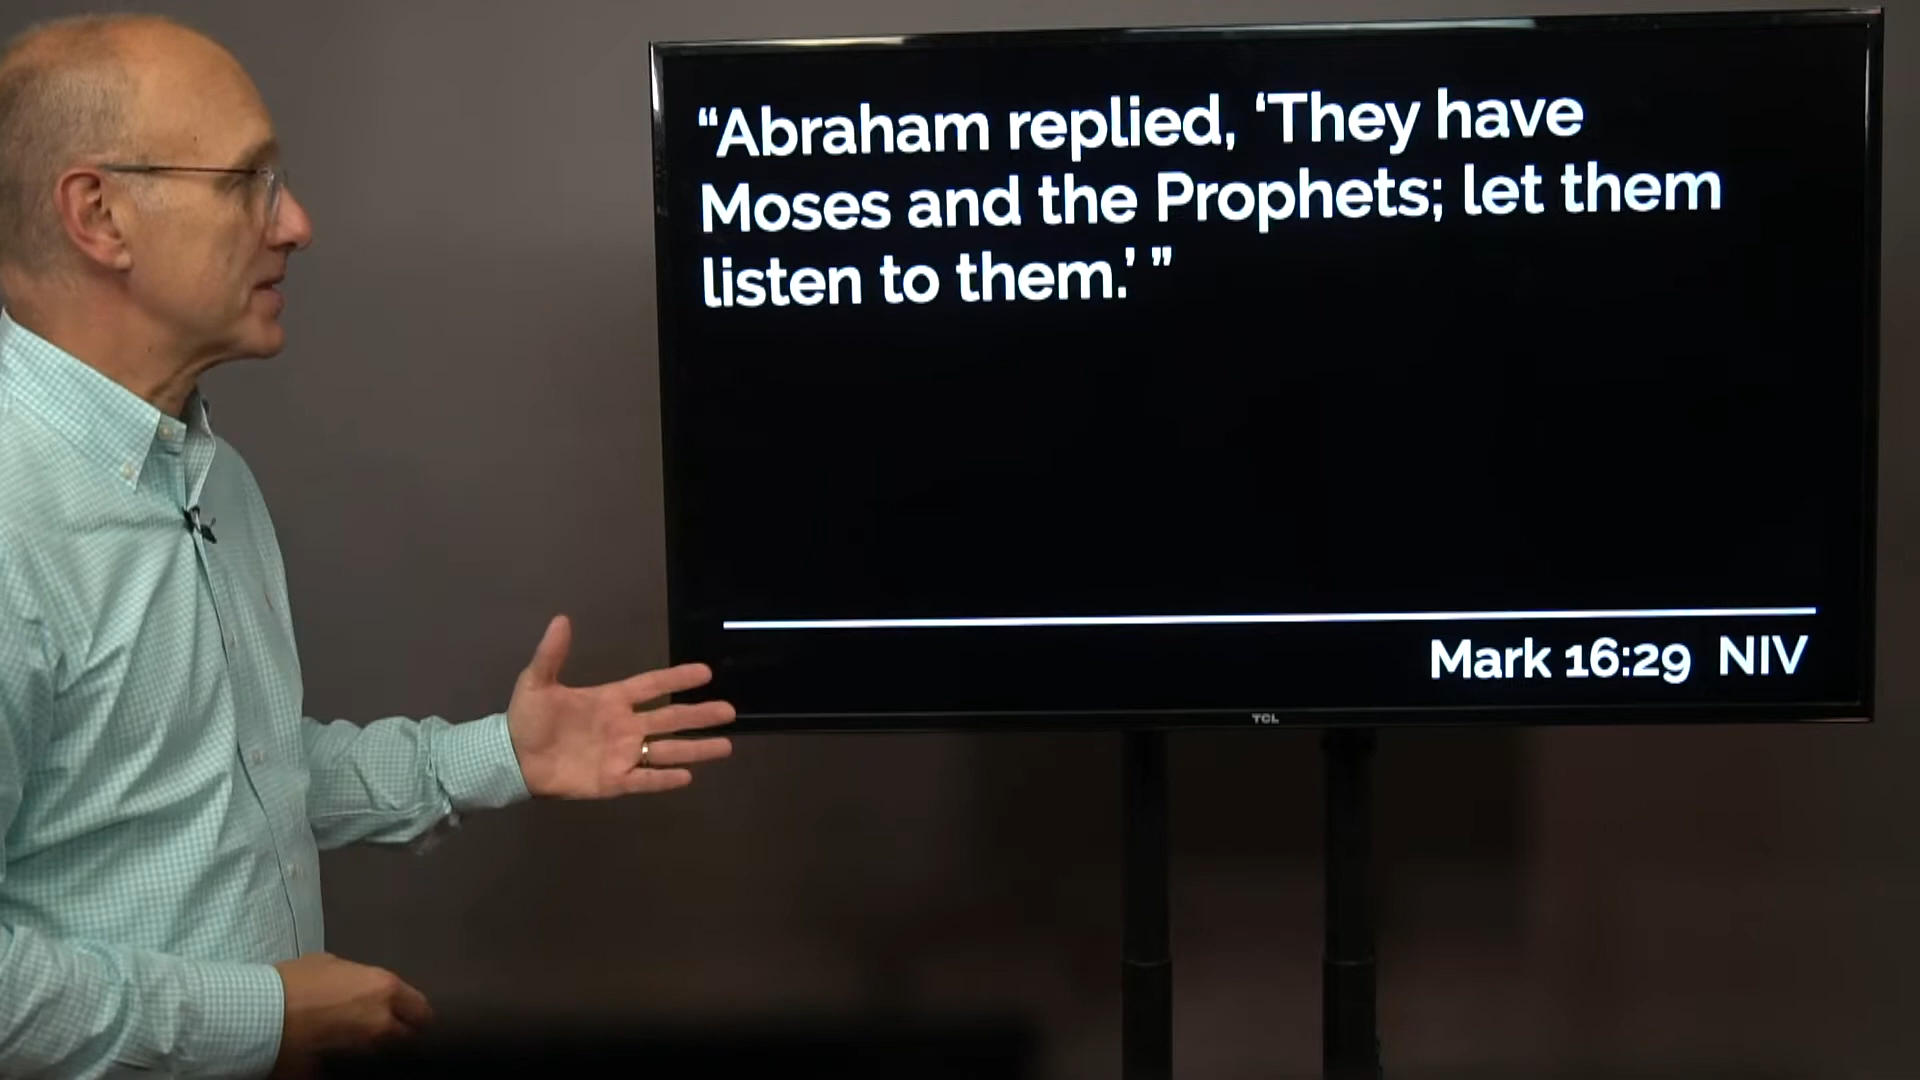 “Abraham replied, ‘They have
Moses and the Prophets; let them
listen to them.’ ”
Mark 16:29 NIV
TCL